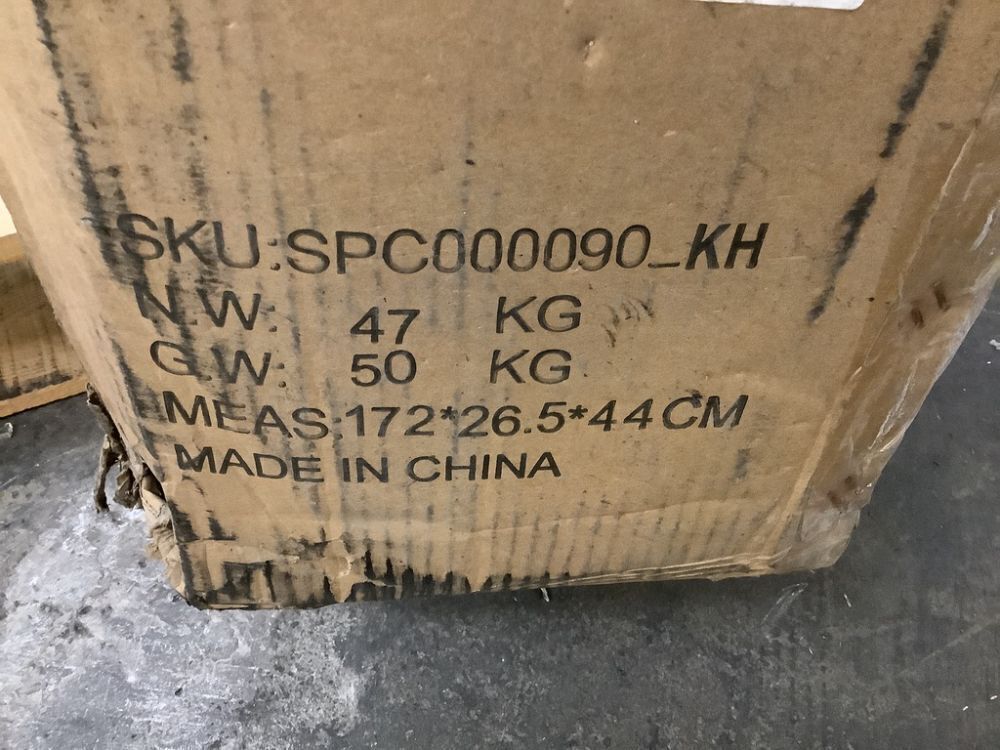 SKU:SPC000090_KH
N.W: 47 KG
G.W: 50 KG
MEAS:172*26.5*44CM
MADE IN CHINA